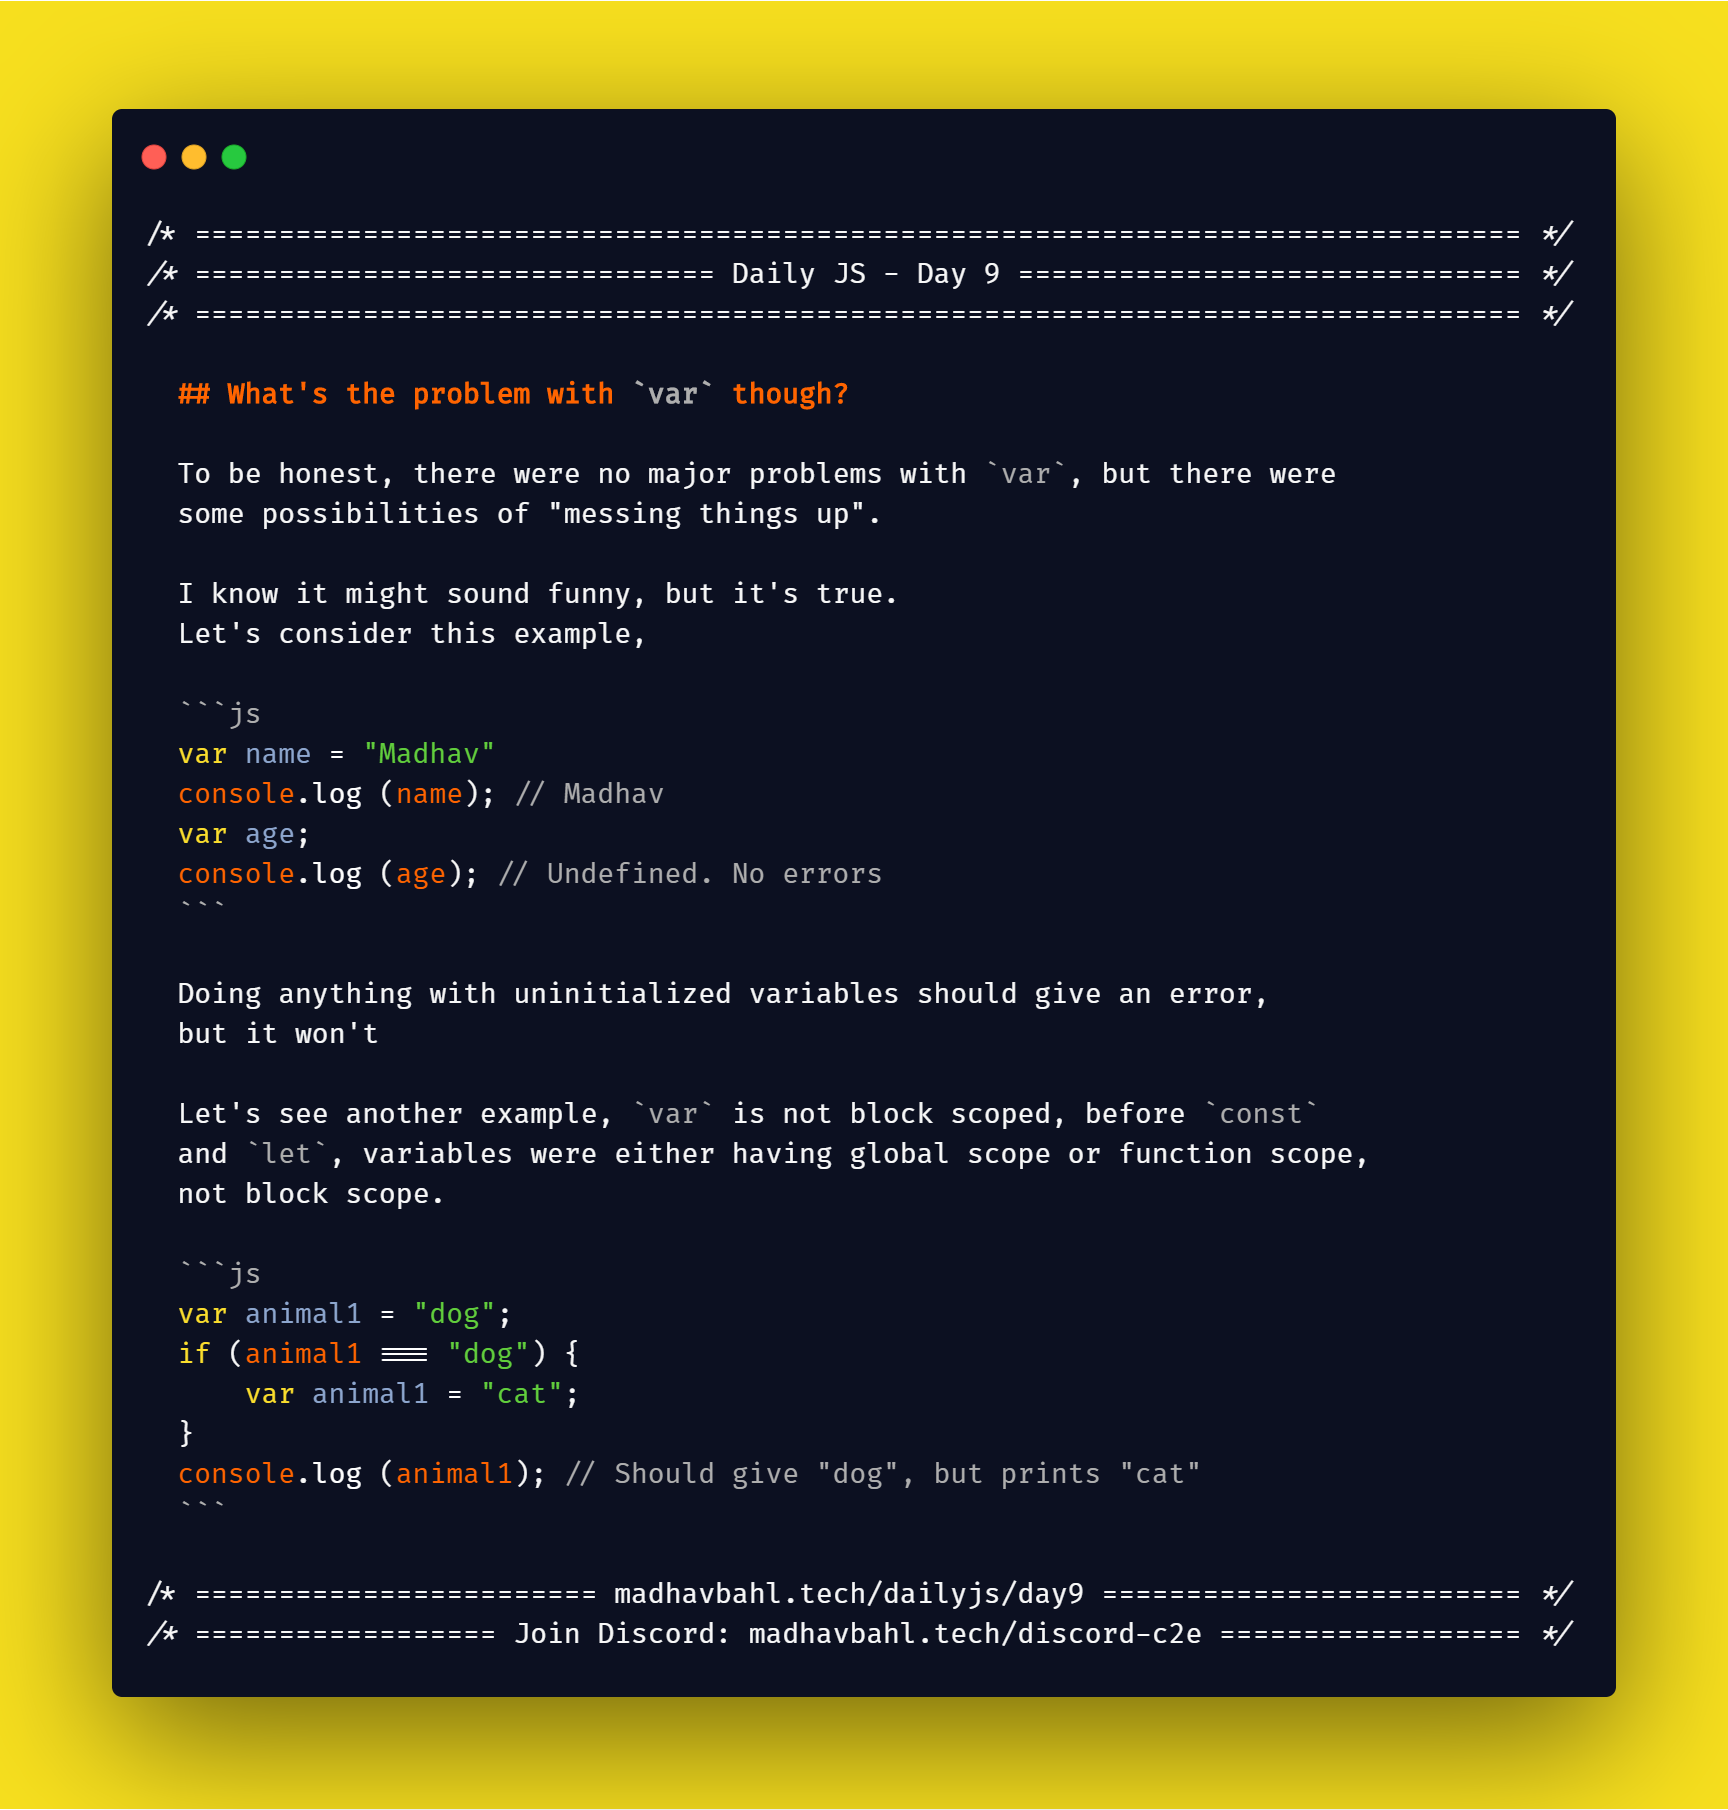 /* =============================================================================== */
/* =============================== Daily JS - Day 9 ============================== */
/* =============================================================================== */
## What's the problem with `var` though?
To be honest, there were no major problems with `var`, but there were
some possibilities of "messing things up".
I know it might sound funny, but it's true.
Let's consider this example,
```js
var name = "Madhav"
console.log (name); // Madhav
var age;
console.log (age); // Undefined. No errors
```
Doing anything with uninitialized variables should give an error,
but it won't
Let's see another example, `var` is not block scoped, before `const`
and `let`, variables were either having global scope or function scope,
not block scope.
```js
var animal1 = "dog";
if (animal1 === "dog") {
    var animal1 = "cat";
}
console.log (animal1); // Should give "dog", but prints "cat"
```
/* ======================== madhavbahl.tech/dailyjs/day9 ========================= */
/* ================== Join Discord: madhavbahl.tech/discord-c2e ================== */